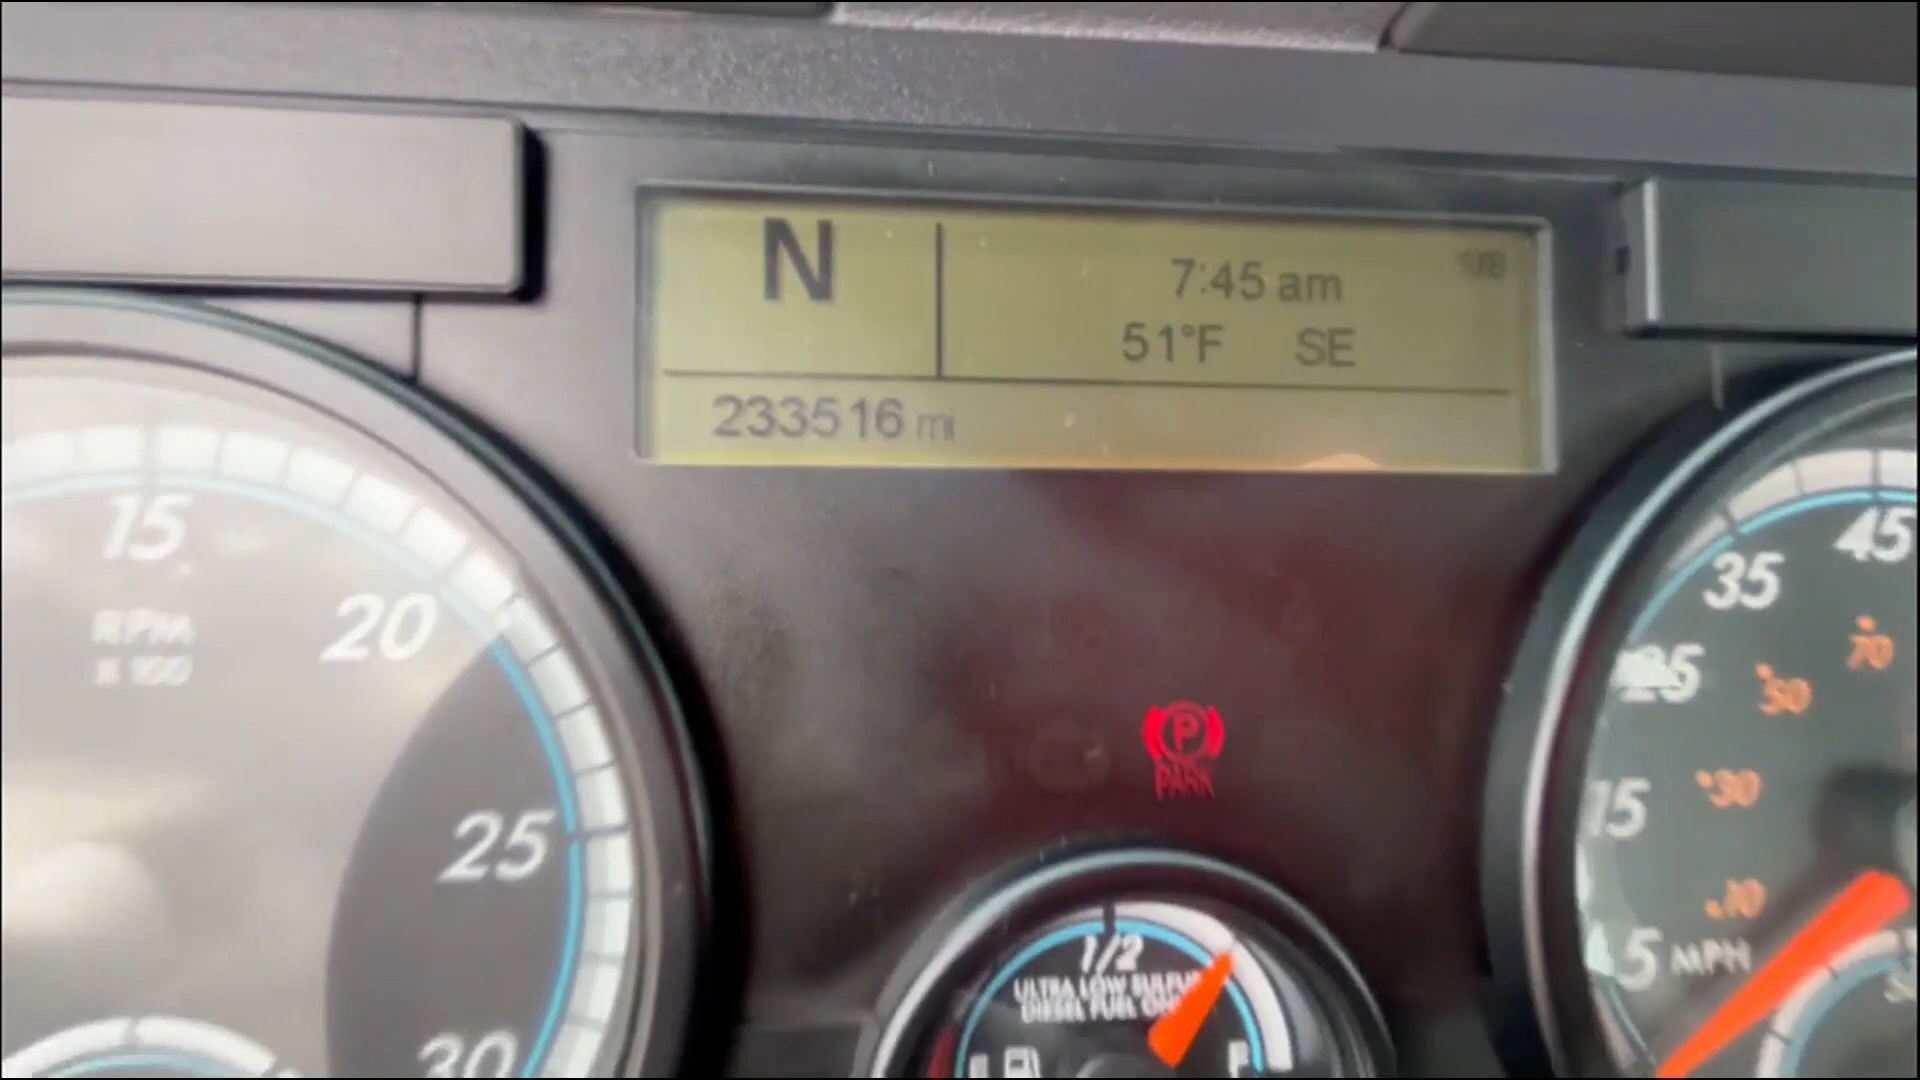 N
7:45 am
51°F SE
233516 mi
15
RPM
x 100
20
25
30
P
PARK
1/2
ULTRA LOW SULFUR
DIESEL FUEL ONLY
F
45
35
25
15
5 MPH
70
50
30
10